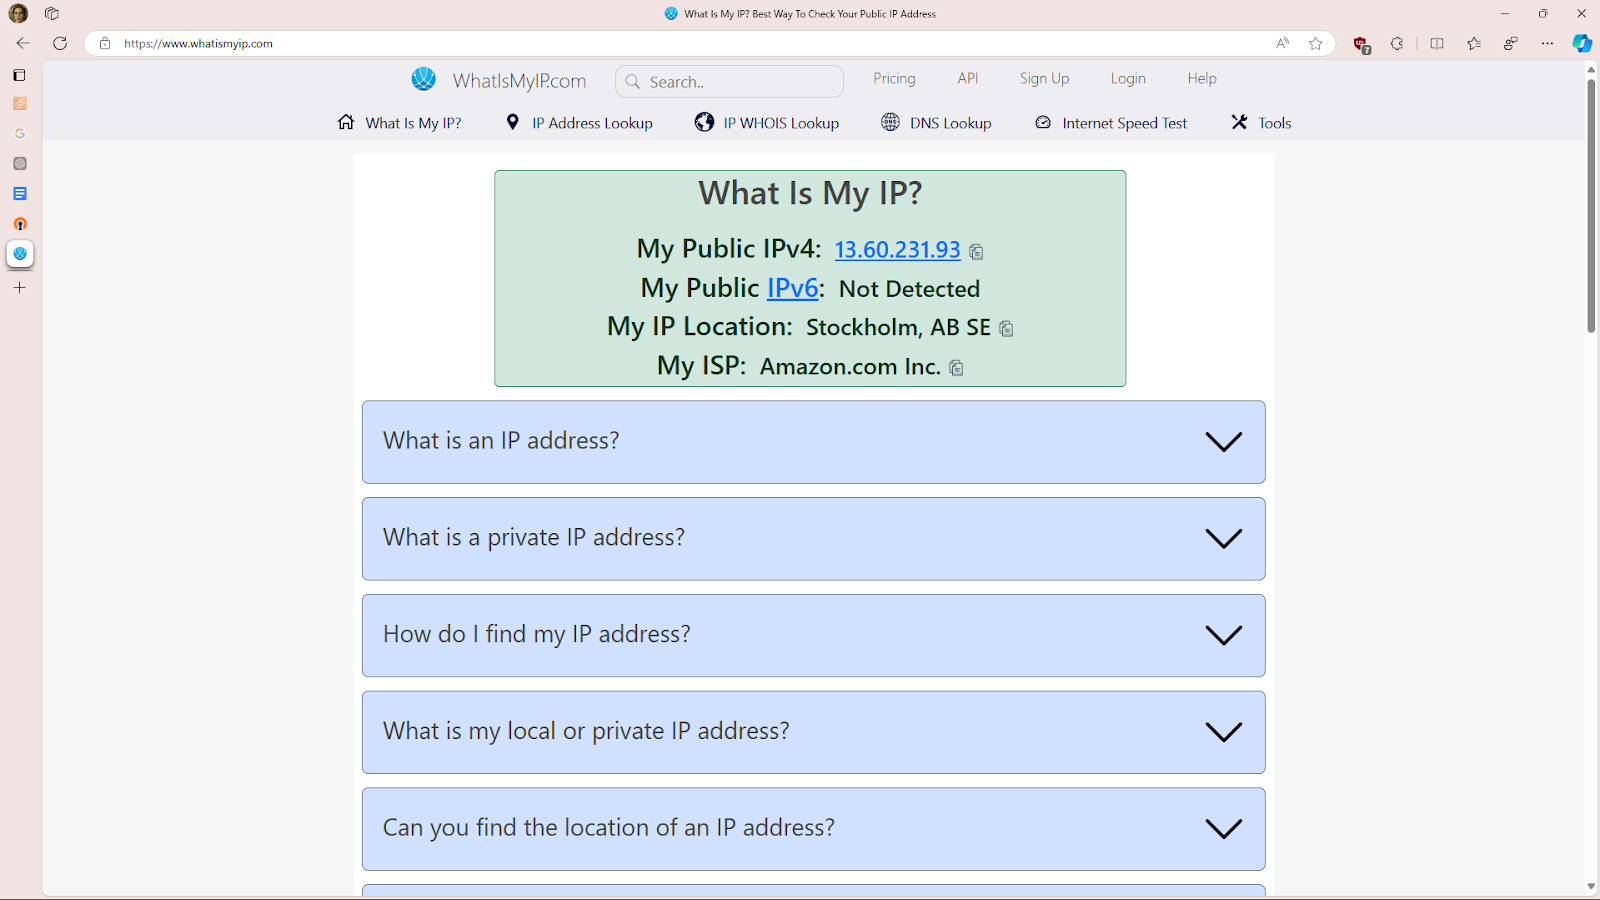 What Is My IP? Best Way To Check Your Public IP Address
https://www.whatismyip.com
7
WhatIsMyIP.com
Search..
Pricing
API
Sign Up
Login
Help
What Is My IP?
IP Address Lookup
IP WHOIS Lookup
DNS
DNS Lookup
Internet Speed Test
Tools
What Is My IP?
My Public IPv4: 13.60.231.93
My Public IPv6: Not Detected
My IP Location: Stockholm, AB SE
My ISP: Amazon.com Inc.
What is an IP address?
What is a private IP address?
How do I find my IP address?
What is my local or private IP address?
Can you find the location of an IP address?